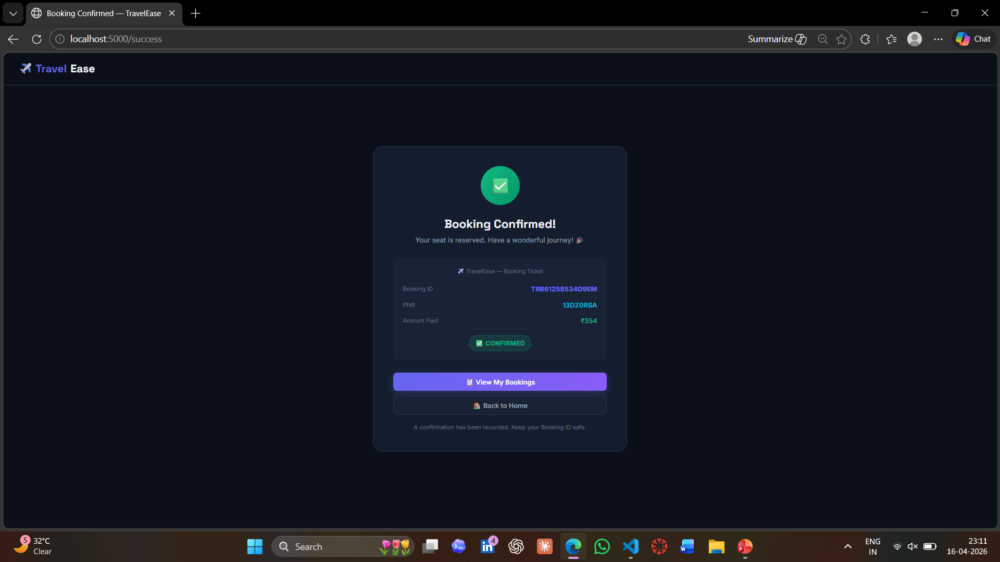 Booking Confirmed — TravelEase
localhost:5000/success
Summarize
Chat
Travel Ease
Booking Confirmed!
Your seat is reserved. Have a wonderful journey! 🎉
✈️ TravelEase — Booking Ticket
Booking ID TRB61258534D9EM
PNR 13DZ0RSA
Amount Paid ₹354
✅ CONFIRMED
📋 View My Bookings
🏠 Back to Home
A confirmation has been recorded. Keep your Booking ID safe.
5
32°C
Clear
Search
4
ENG
IN
23:11
16-04-2026